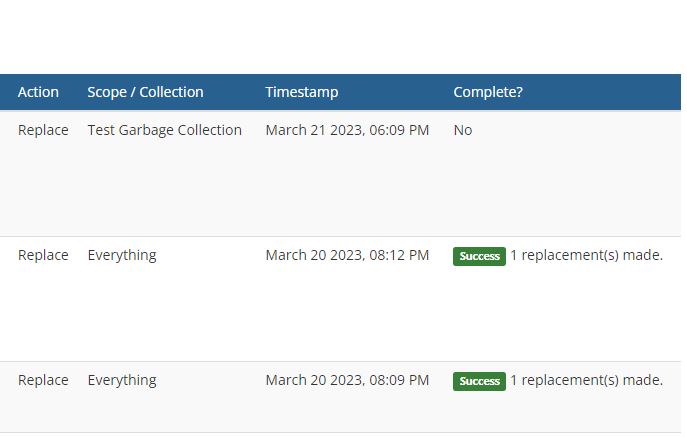 Action Scope / Collection Timestamp Complete?
Replace Test Garbage Collection March 21 2023, 06:09 PM No
Replace Everything March 20 2023, 08:12 PM Success 1 replacement(s) made.
Replace Everything March 20 2023, 08:09 PM Success 1 replacement(s) made.